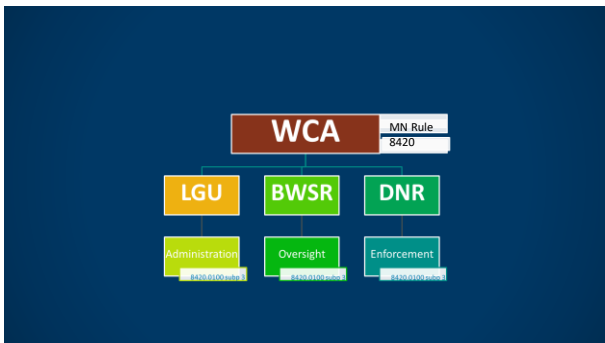 WCA
MN Rule
8420
LGU
BWSR
DNR
Administration
Oversight
Enforcement
8420.0100 subp 3
8420.0100 subp 3
8420.0100 subp 3